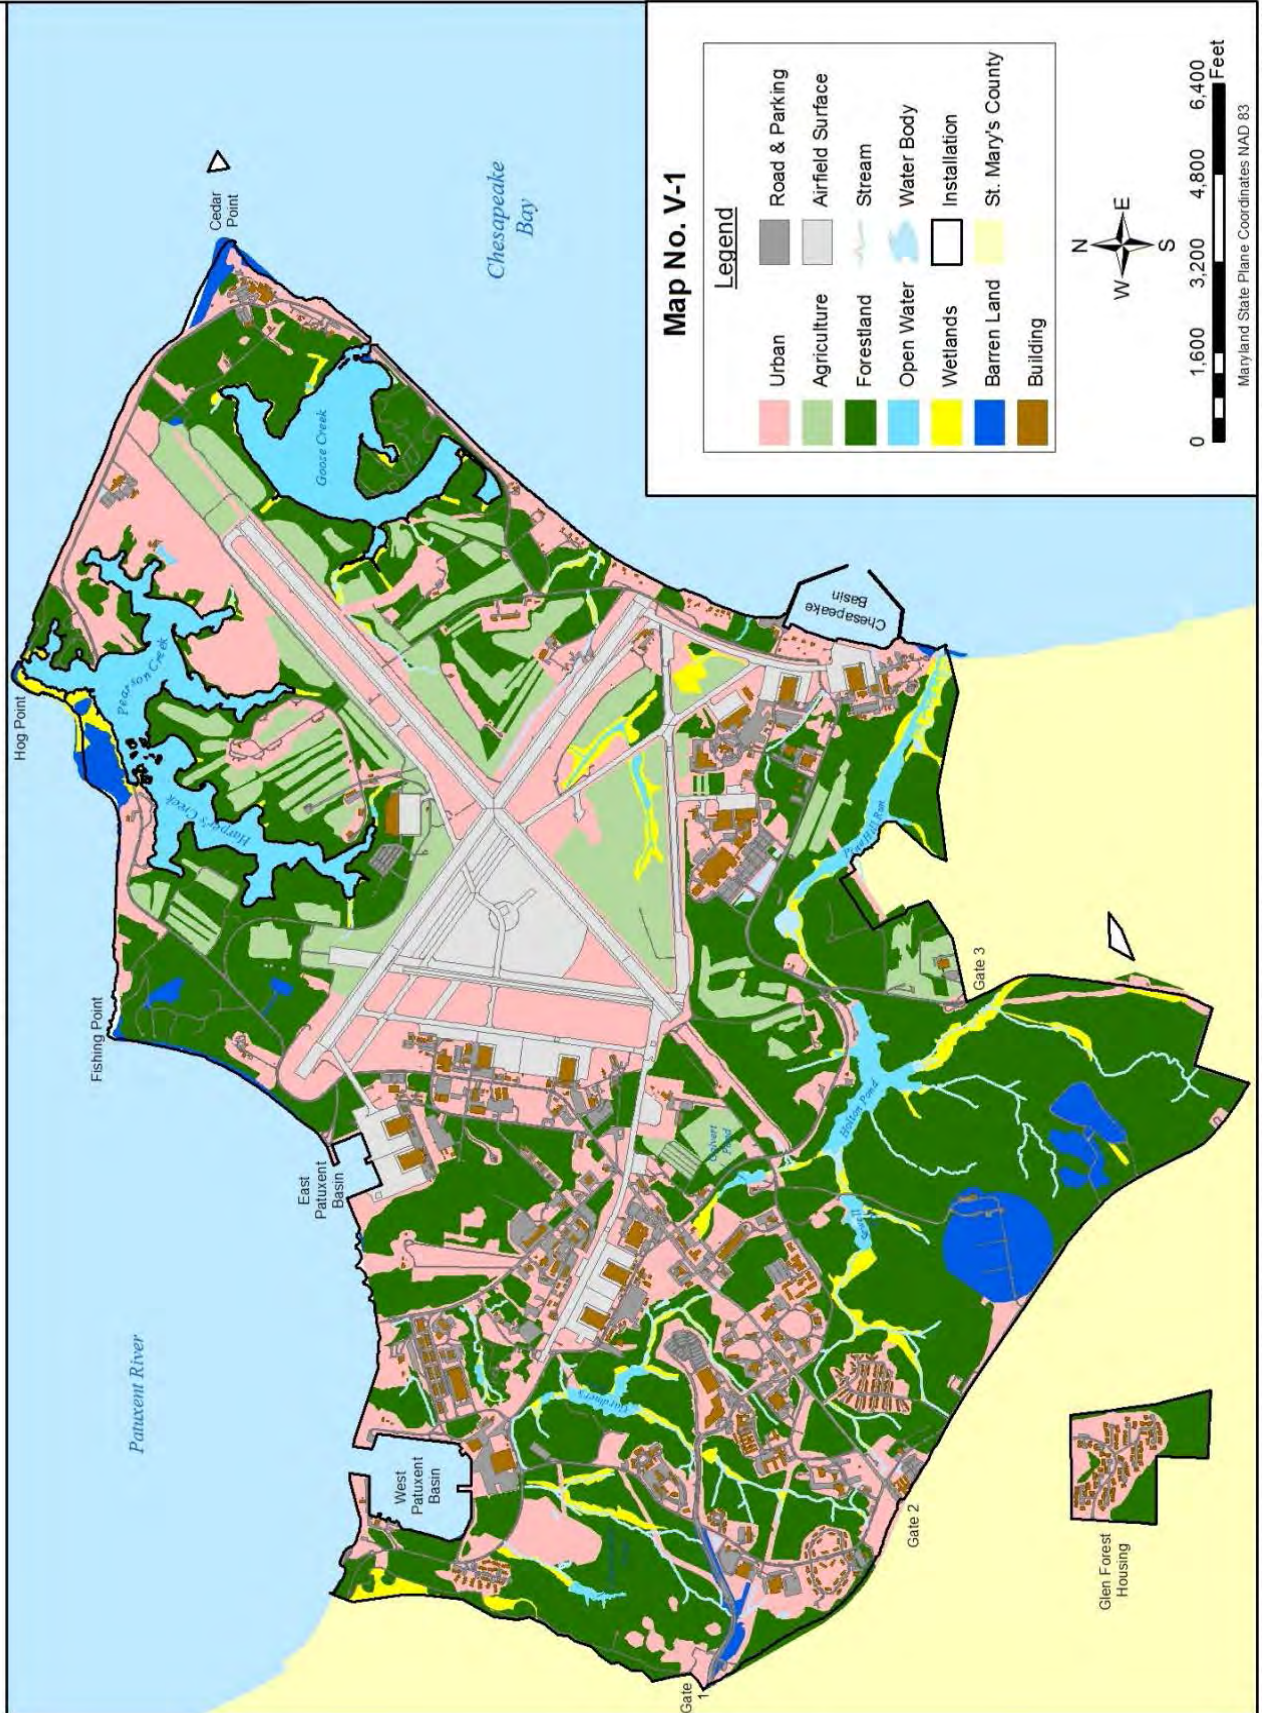 Hog Point
Cedar
Point
Chesapeake
Bay
Pearson Creek
Goose Creek
Harper's Creek
Fishing Point
East
Patuxent
Basin
Chesapeake
Basin
Pine Hill Run
Patuxent River
Gate 3
Holton Pond
Calvert
Pond
Sewell
Gardiner's
West
Patuxent
Basin
Gate 2
Gate
1
Glen Forest
Housing
Map No. V-1
Legend
Urban
Agriculture
Forestland
Open Water
Wetlands
Barren Land
Building
Road & Parking
Airfield Surface
Stream
Water Body
Installation
St. Mary's County
N
W
E
S
0 1,600 3,200 4,800 6,400
Feet
Maryland State Plane Coordinates NAD 83